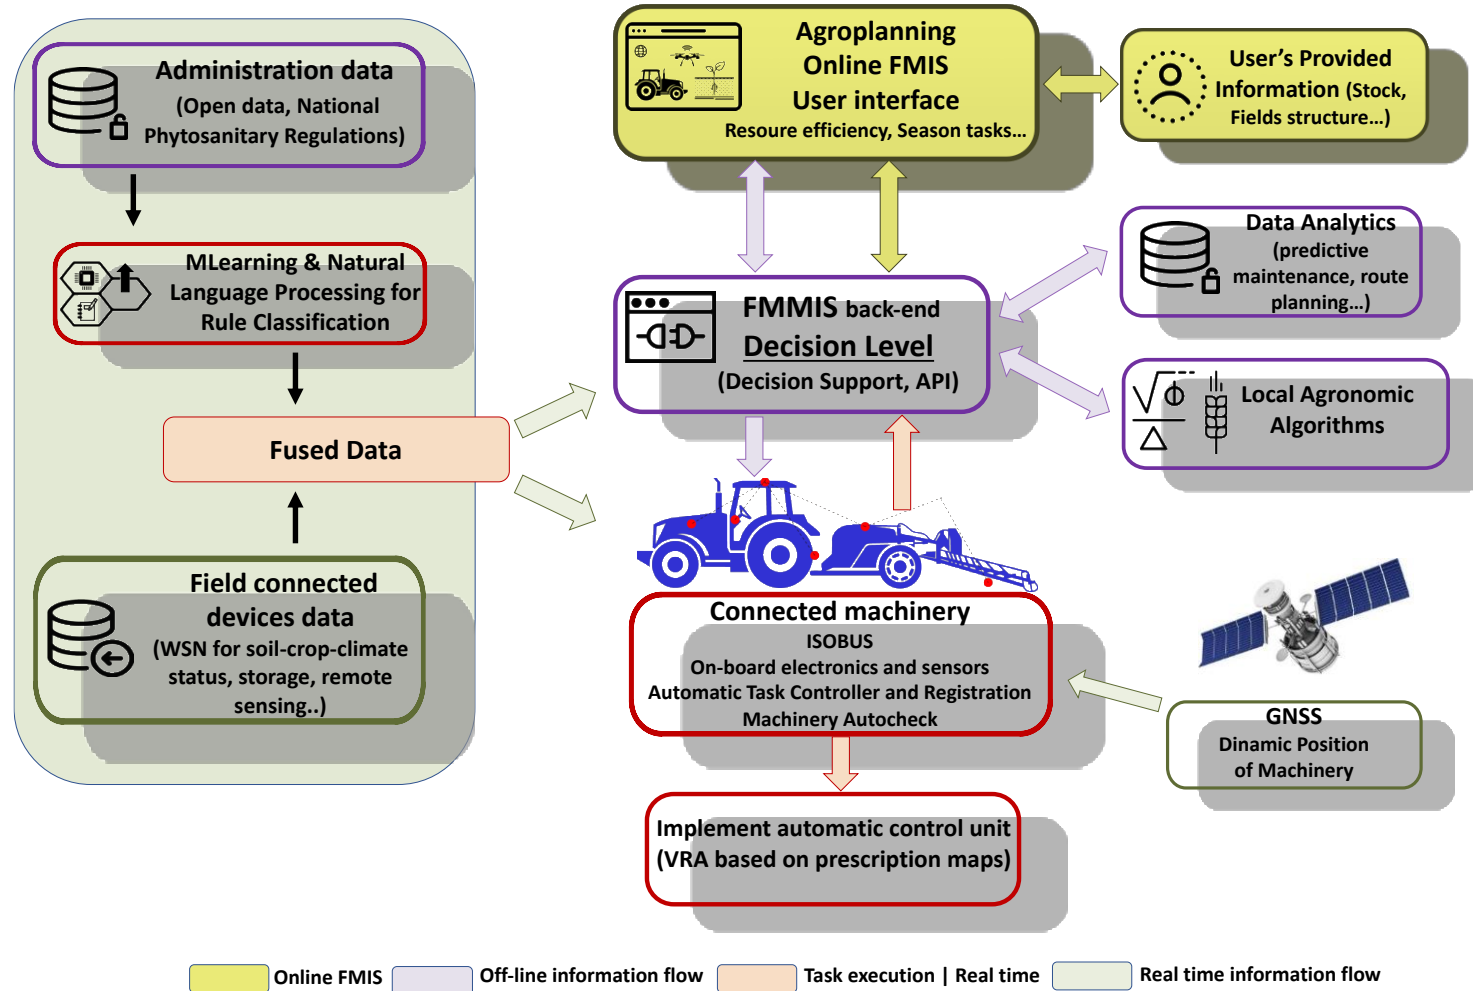 Administration data
(Open data, National
Phytosanitary Regulations)
MLearning & Natural
Language Processing for
Rule Classification
Fused Data
Field connected
devices data
(WSN for soil-crop-climate
status, storage, remote
sensing..)
Agroplanning
Online FMIS
User interface
Resoure efficiency, Season tasks...
User's Provided
Information (Stock,
Fields structure...)
FMMIS back-end
Decision Level
(Decision Support, API)
Data Analytics
(predictive
maintenance, route
planning...)
Local Agronomic
Algorithms
Connected machinery
ISOBUS
On-board electronics and sensors
Automatic Task Controller and Registration
Machinery Autocheck
GNSS
Dinamic Position
of Machinery
Implement automatic control unit
(VRA based on prescription maps)
Online FMIS
Off-line information flow
Task execution | Real time
Real time information flow